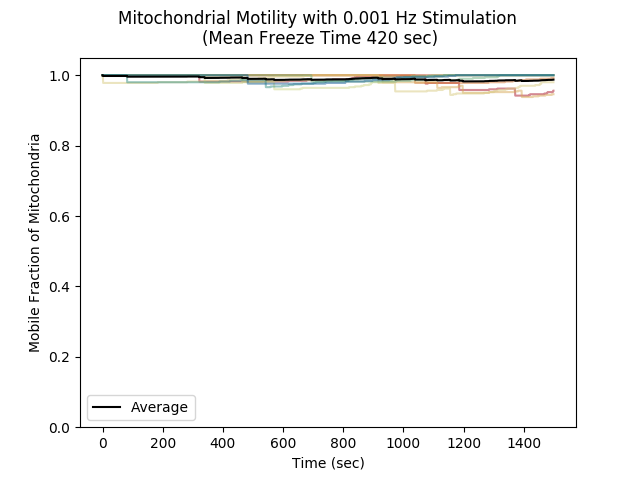 Mitochondrial Motility with 0.001 Hz Stimulation
(Mean Freeze Time 420 sec)
Mobile Fraction of Mitochondria
1.0
0.8
0.6
0.4
0.2
0.0
Average
0 200 400 600 800 1000 1200 1400
Time (sec)